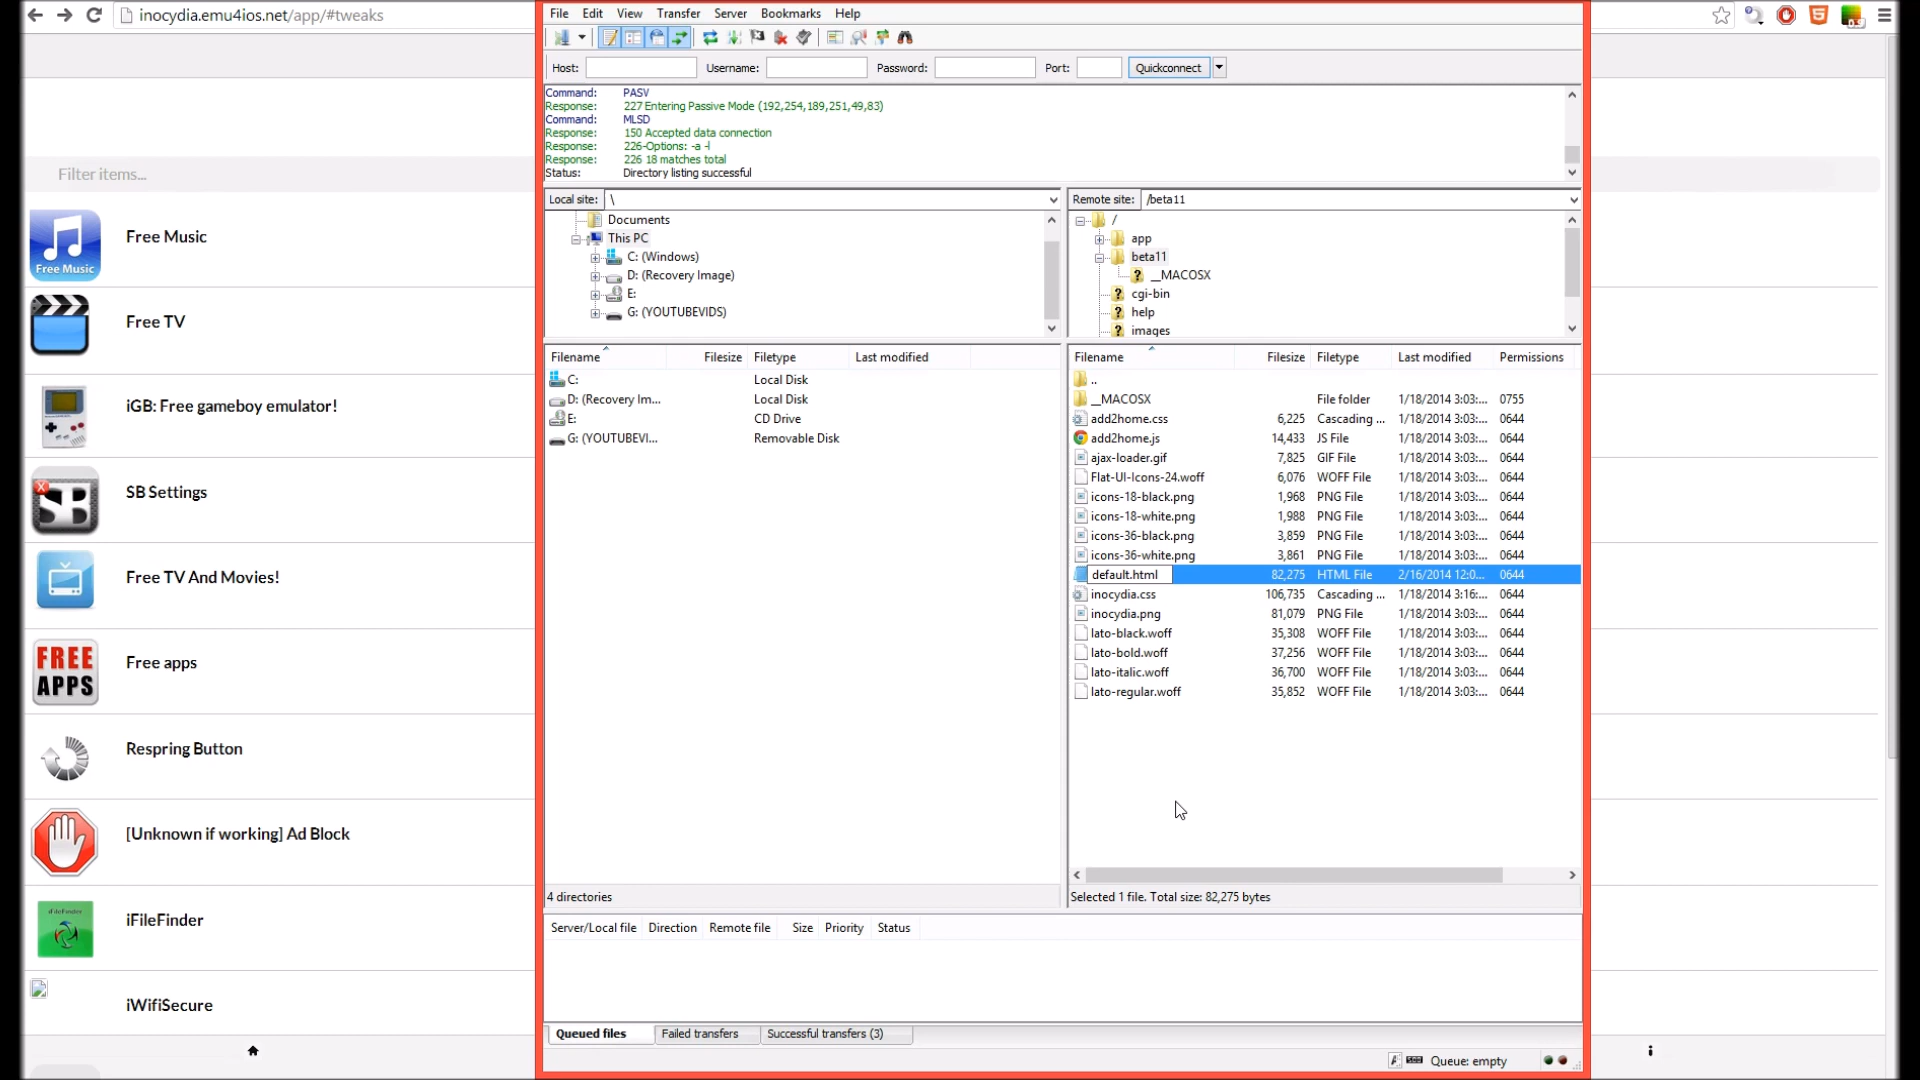 inocydia.emu4ios.net/app/#tweaks
Filter items...
Free Music
Free Music
Free TV
iGB: Free gameboy emulator!
SB
SB Settings
Free TV And Movies!
FREE
APPS
Free apps
Respring Button
[Unknown if working] Ad Block
iFileFinder
iFileFinder
iWifiSecure
File Edit View Transfer Server Bookmarks Help
Host: Username: Password: Port: Quickconnect
Command: PASV
Response: 227 Entering Passive Mode (192,254,189,251,49,83)
Command: MLSD
Response: 150 Accepted data connection
Response: 226-Options: -a -l
Response: 226 18 matches total
Status: Directory listing successful
Local site: \
Documents
This PC
C: (Windows)
D: (Recovery Image)
E:
G: (YOUTUBEVIDS)
Filename Filesize Filetype Last modified
C: Local Disk
D: (Recovery Im... Local Disk
E: CD Drive
G: (YOUTUBEVI... Removable Disk
4 directories
Remote site: /beta11
/
app
beta11
__MACOSX
cgi-bin
help
images
Filename Filesize Filetype Last modified Permissions
..
__MACOSX File folder 1/18/2014 3:03:... 0755
add2home.css 6,225 Cascading ... 1/18/2014 3:03:... 0644
add2home.js 14,433 JS File 1/18/2014 3:03:... 0644
ajax-loader.gif 7,825 GIF File 1/18/2014 3:03:... 0644
Flat-UI-Icons-24.woff 6,076 WOFF File 1/18/2014 3:03:... 0644
icons-18-black.png 1,968 PNG File 1/18/2014 3:03:... 0644
icons-18-white.png 1,988 PNG File 1/18/2014 3:03:... 0644
icons-36-black.png 3,859 PNG File 1/18/2014 3:03:... 0644
icons-36-white.png 3,861 PNG File 1/18/2014 3:03:... 0644
default.html 82,275 HTML File 2/16/2014 12:0... 0644
inocydia.css 106,735 Cascading ... 1/18/2014 3:16:... 0644
inocydia.png 81,079 PNG File 1/18/2014 3:03:... 0644
lato-black.woff 35,308 WOFF File 1/18/2014 3:03:... 0644
lato-bold.woff 37,256 WOFF File 1/18/2014 3:03:... 0644
lato-italic.woff 36,700 WOFF File 1/18/2014 3:03:... 0644
lato-regular.woff 35,852 WOFF File 1/18/2014 3:03:... 0644
Selected 1 file. Total size: 82,275 bytes
Server/Local file Direction Remote file Size Priority Status
Queued files Failed transfers Successful transfers (3)
Queue: empty